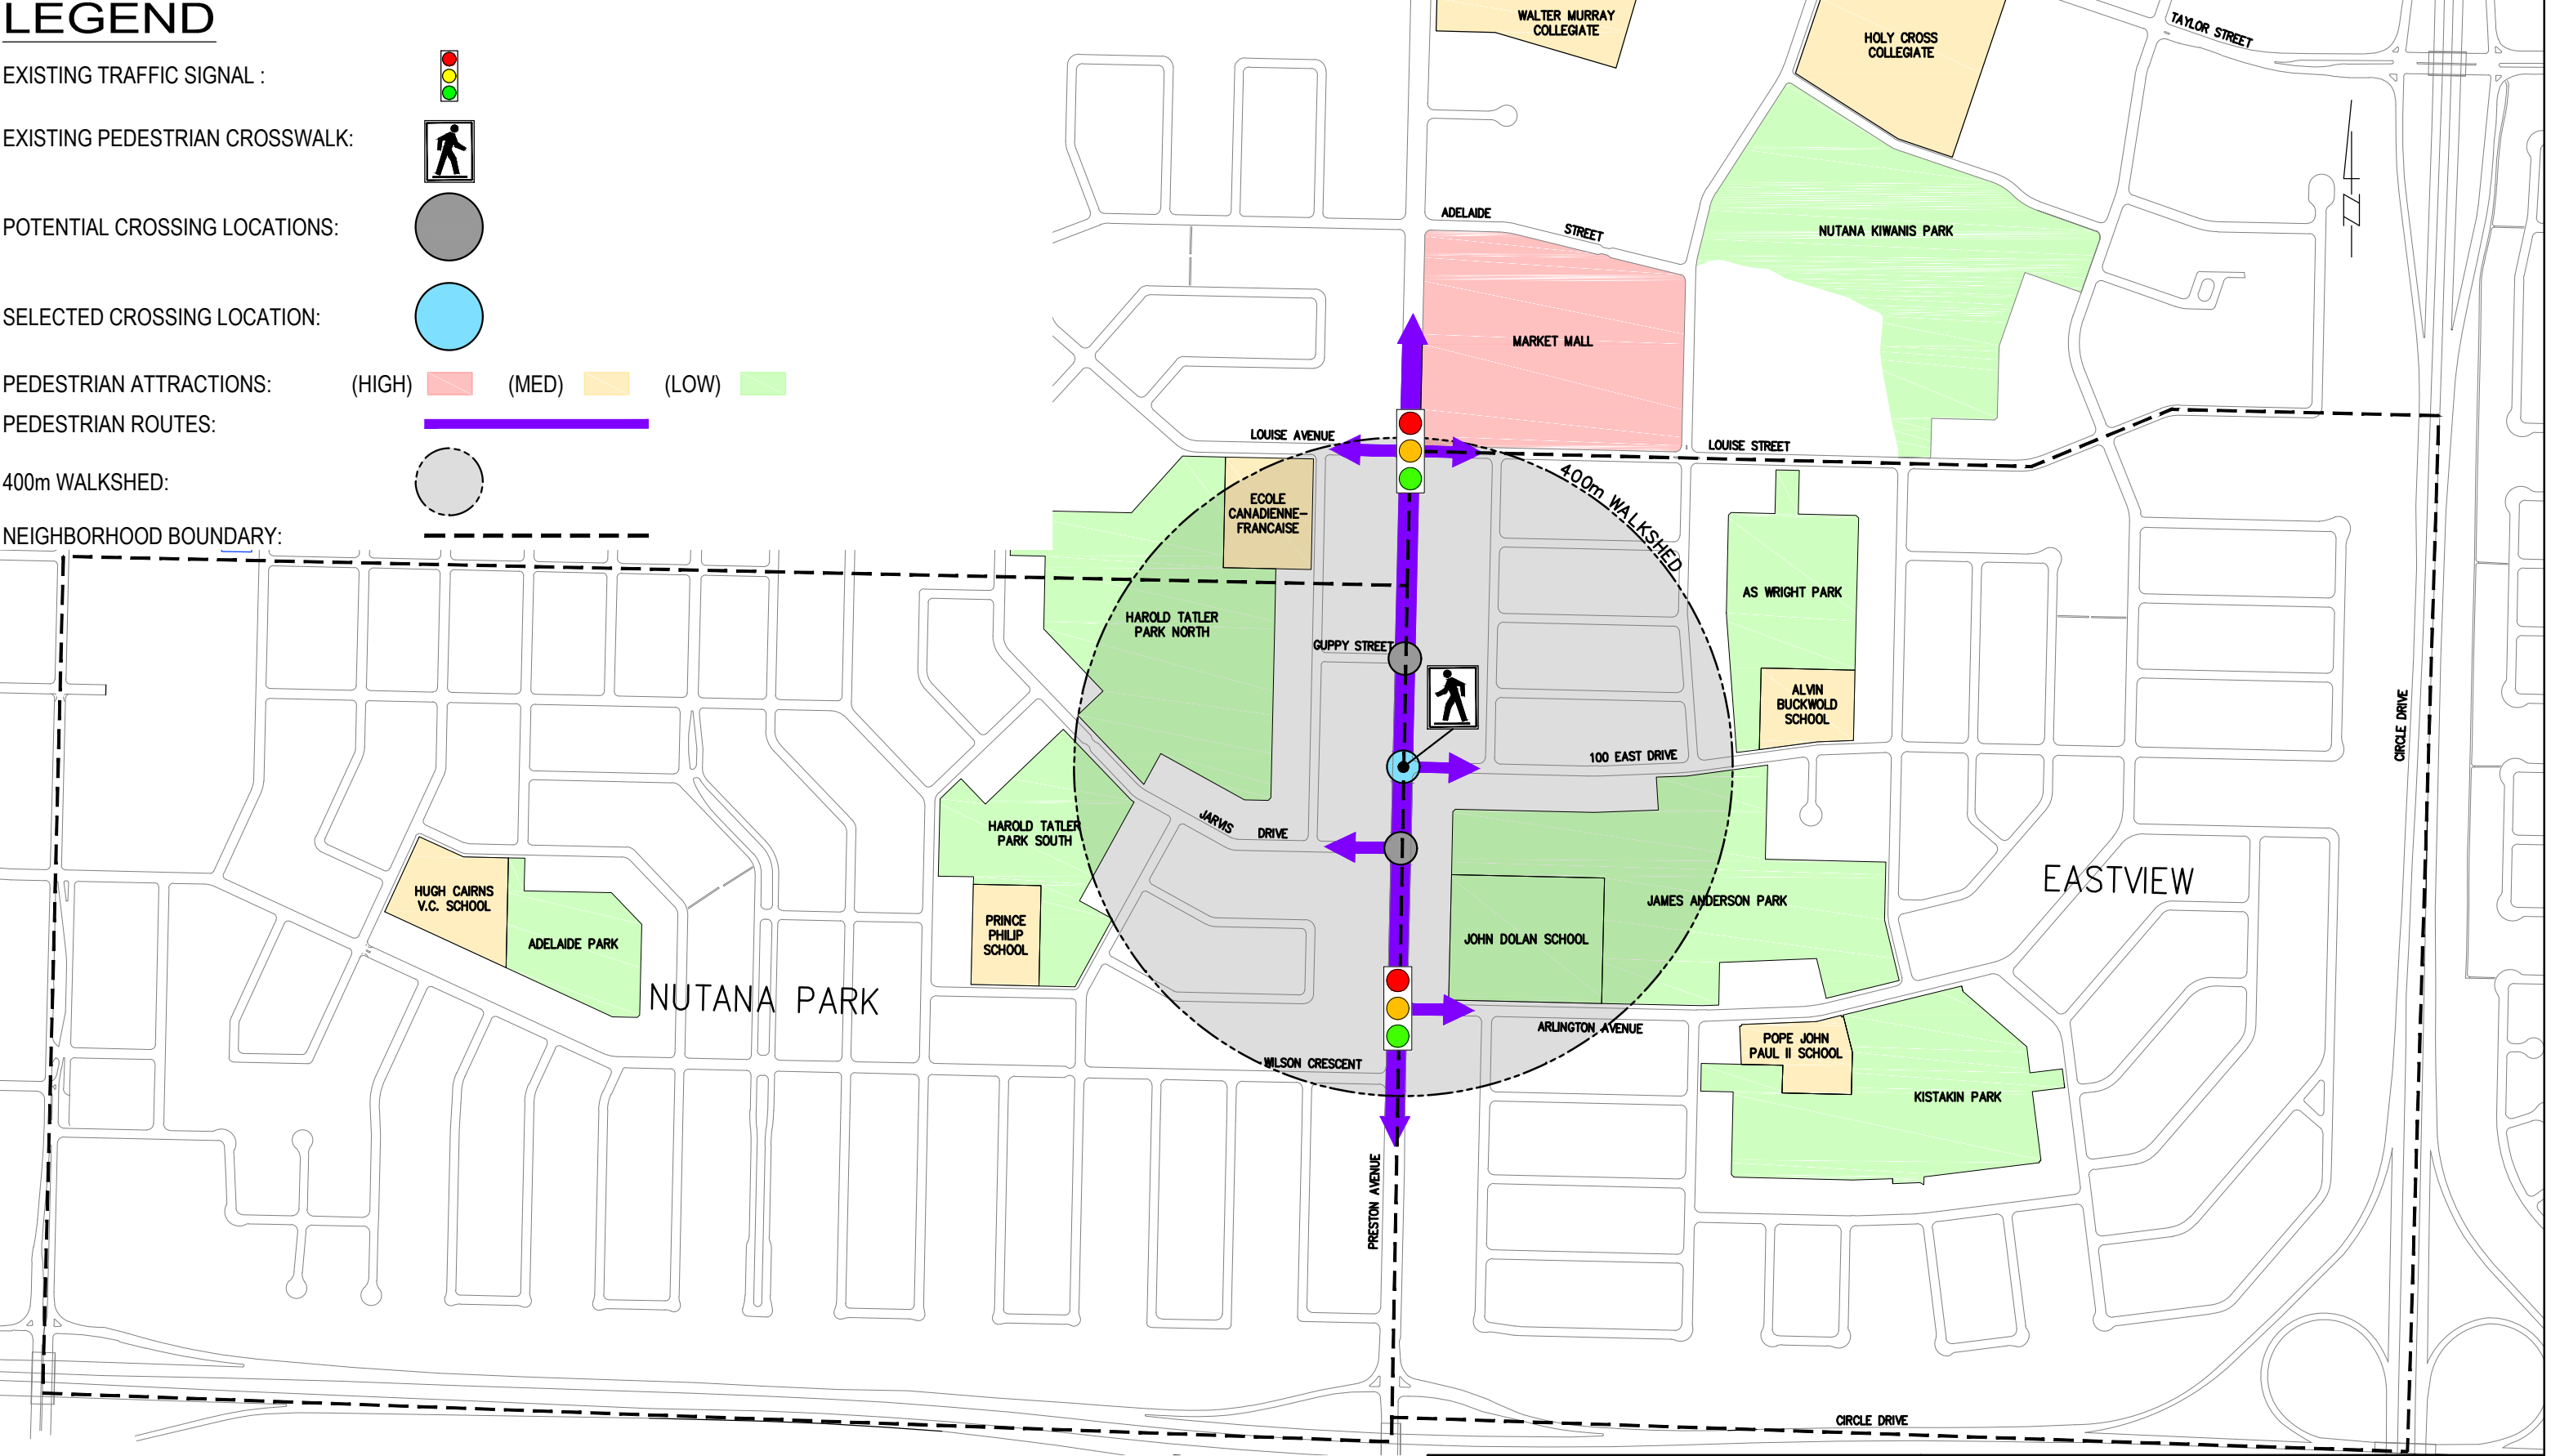 LEGEND
EXISTING TRAFFIC SIGNAL :
EXISTING PEDESTRIAN CROSSWALK:
POTENTIAL CROSSING LOCATIONS:
SELECTED CROSSING LOCATION:
PEDESTRIAN ATTRACTIONS: (HIGH) (MED) (LOW)
PEDESTRIAN ROUTES:
400m WALKSHED:
NEIGHBORHOOD BOUNDARY:
WALTER MURRAY
COLLEGIATE
HOLY CROSS
COLLEGIATE
TAYLOR STREET
ADELAIDE STREET
NUTANA KIWANIS PARK
MARKET MALL
LOUISE AVENUE
LOUISE STREET
400m WALKSHED
ECOLE
CANADIENNE-
FRANCAISE
HAROLD TATLER
PARK NORTH
GUPPY STREET
AS WRIGHT PARK
ALVIN
BUCKWOLD
SCHOOL
CIRCLE DRIVE
100 EAST DRIVE
HAROLD TATLER
PARK SOUTH
JARVIS DRIVE
HUGH CAIRNS
V.C. SCHOOL
ADELAIDE PARK
PRINCE
PHILIP
SCHOOL
JOHN DOLAN SCHOOL
JAMES ANDERSON PARK
EASTVIEW
NUTANA PARK
ARLINGTON AVENUE
WILSON CRESCENT
POPE JOHN
PAUL II SCHOOL
KISTAKIN PARK
PRESTON AVENUE
CIRCLE DRIVE